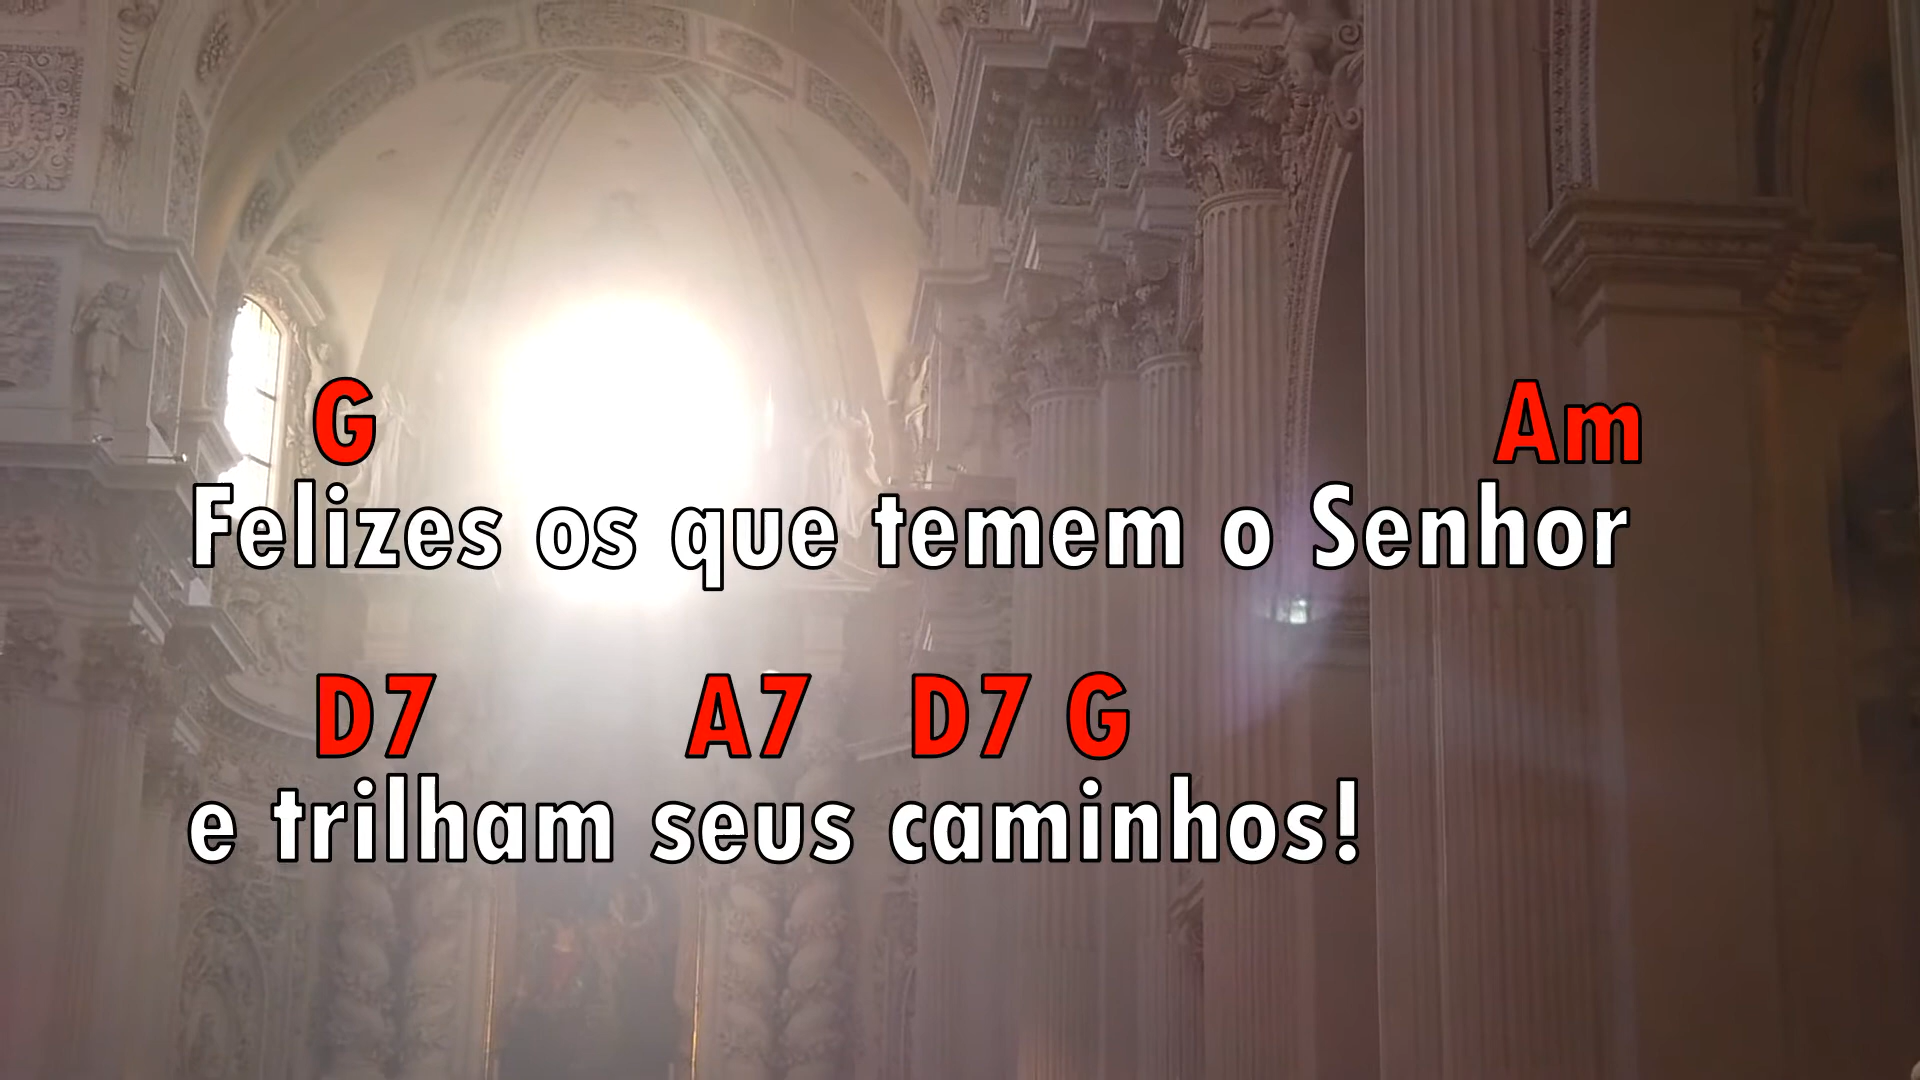 G Am
Felizes os que temem o Senhor
D7 A7 D7 G
e trilham seus caminhos!